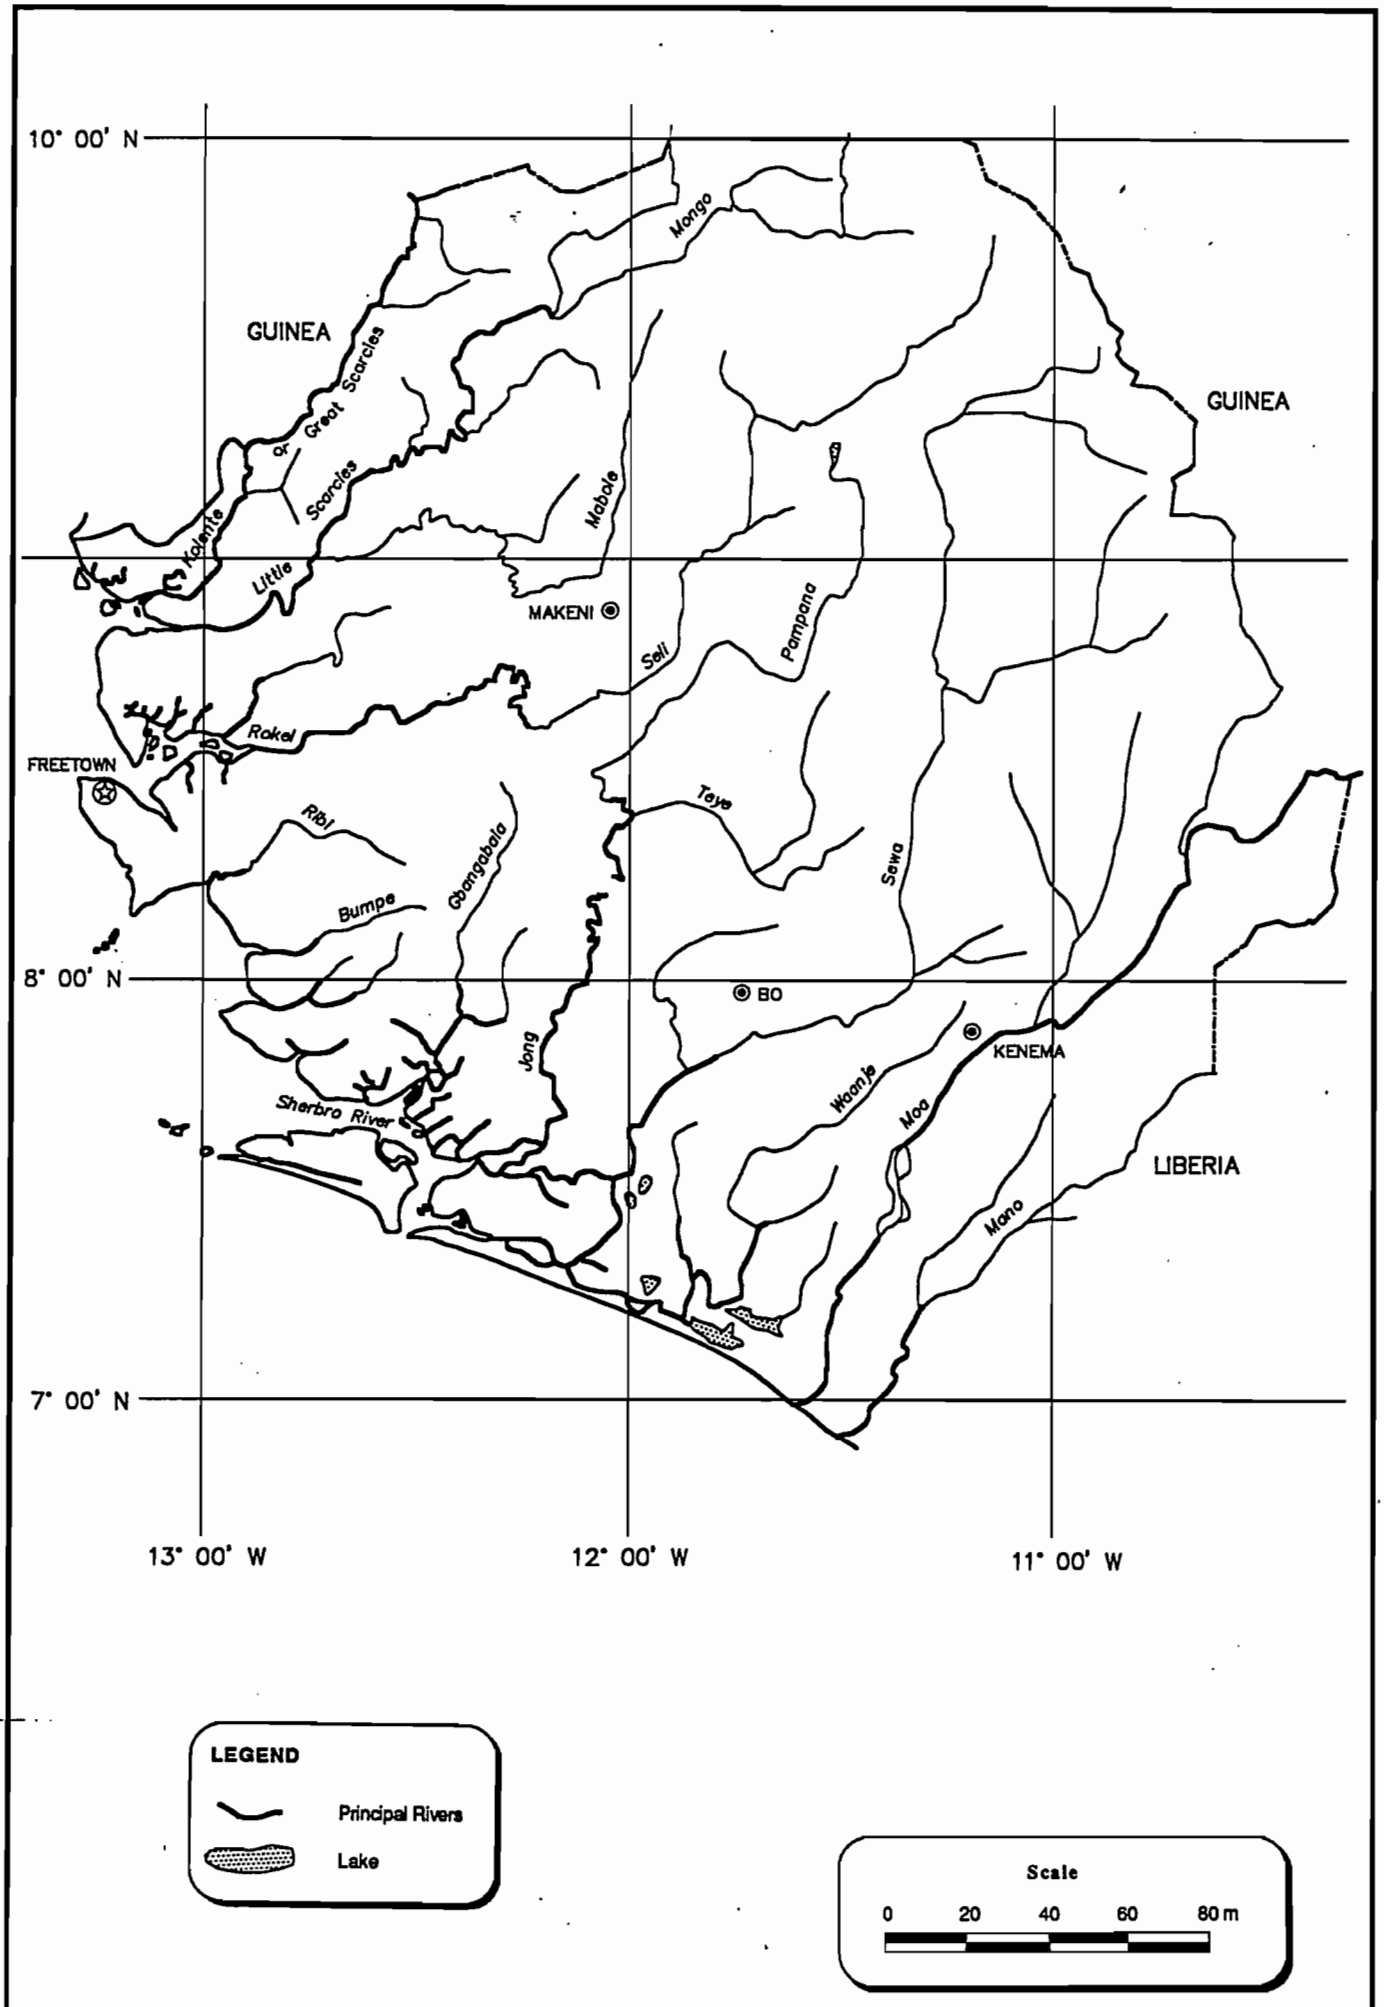 10° 00' N
Mongo
GUINEA
Great Scarcies
or
GUINEA
Kolente
Little Scarcies
Mabole
MAKENI
Seli
Pampana
Rokel
FREETOWN
Ribi
Teye
Gbangabaia
Sewa
Bumpe
8° 00' N
BO
Jong
KENEMA
Waanje
Moa
Sherbro River
LIBERIA
Mano
7° 00' N
13° 00' W
12° 00' W
11° 00' W
LEGEND
Principal Rivers
Lake
Scale
0 20 40 60 80 m